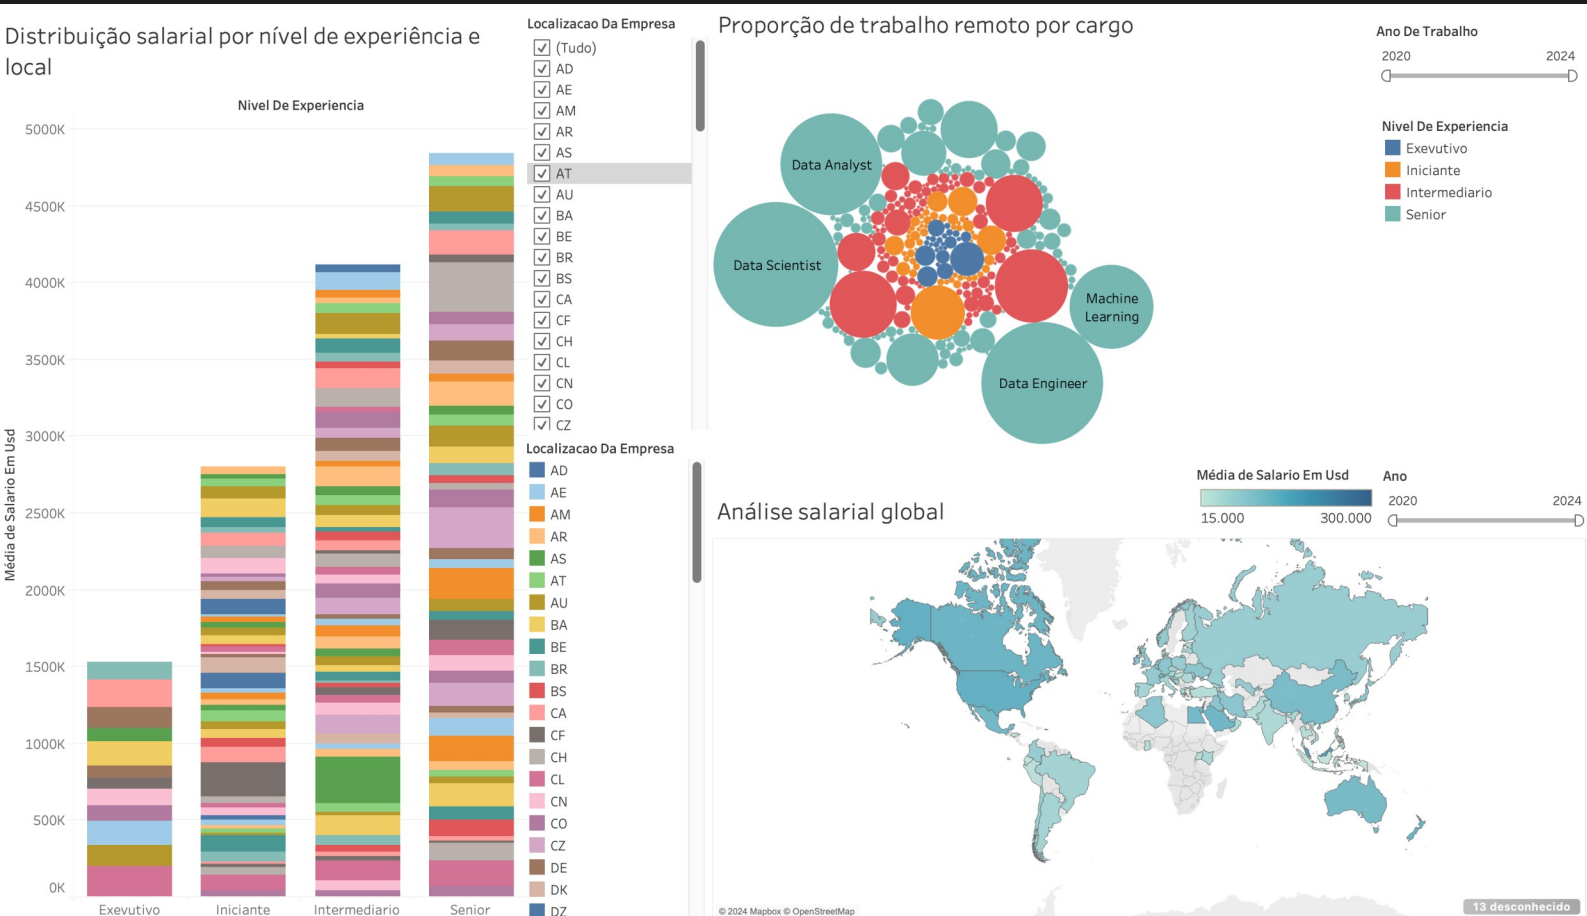 Distribuição salarial por nível de experiência e
local
Nivel De Experiencia
5000K
4500K
4000K
3500K
3000K
2500K
2000K
1500K
1000K
500K
0K
Média de Salario Em Usd
Exevutivo
Iniciante
Intermediario
Senior
Localizacao Da Empresa
(Tudo)
AD
AE
AM
AR
AS
AT
AU
BA
BE
BR
BS
CA
CF
CH
CL
CN
CO
CZ
Localizacao Da Empresa
AD
AE
AM
AR
AS
AT
AU
BA
BE
BR
BS
CA
CF
CH
CL
CN
CO
CZ
DE
DK
DZ
Proporção de trabalho remoto por cargo
Data Analyst
Data Scientist
Machine
Learning
Data Engineer
Ano De Trabalho
2020 2024
Nivel De Experiencia
Exevutivo
Iniciante
Intermediario
Senior
Análise salarial global
Média de Salario Em Usd
15.000 300.000
Ano
2020 2024
© 2024 Mapbox © OpenStreetMap
13 desconhecido